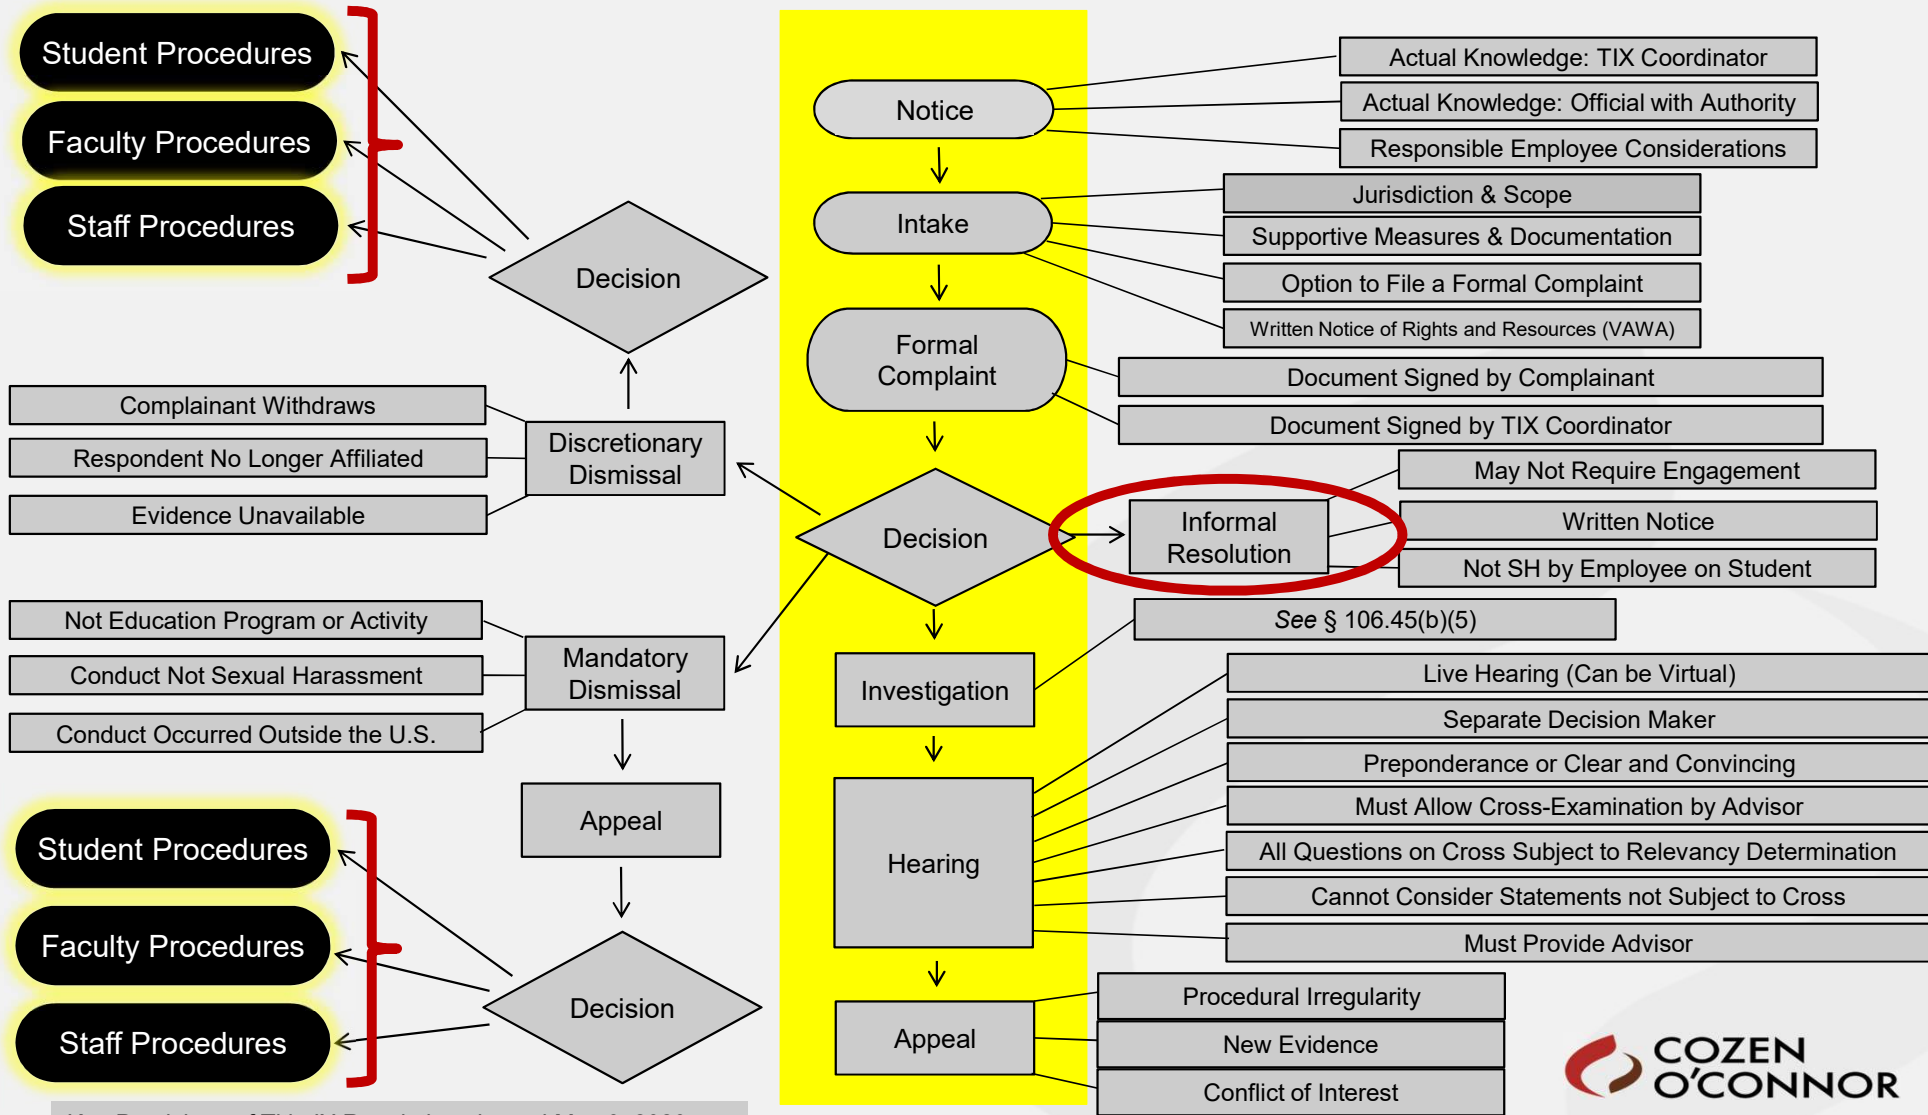 Student Procedures
Faculty Procedures
Staff Procedures
Decision
Complainant Withdraws
Respondent No Longer Affiliated
Evidence Unavailable
Discretionary
Dismissal
Not Education Program or Activity
Conduct Not Sexual Harassment
Conduct Occurred Outside the U.S.
Mandatory
Dismissal
Appeal
Student Procedures
Faculty Procedures
Staff Procedures
Decision
Notice
Actual Knowledge: TIX Coordinator
Actual Knowledge: Official with Authority
Responsible Employee Considerations
Intake
Jurisdiction & Scope
Supportive Measures & Documentation
Option to File a Formal Complaint
Written Notice of Rights and Resources (VAWA)
Formal
Complaint
Document Signed by Complainant
Document Signed by TIX Coordinator
Decision
Informal
Resolution
May Not Require Engagement
Written Notice
Not SH by Employee on Student
See § 106.45(b)(5)
Investigation
Hearing
Live Hearing (Can be Virtual)
Separate Decision Maker
Preponderance or Clear and Convincing
Must Allow Cross-Examination by Advisor
All Questions on Cross Subject to Relevancy Determination
Cannot Consider Statements not Subject to Cross
Must Provide Advisor
Appeal
Procedural Irregularity
New Evidence
Conflict of Interest
COZEN
O'CONNOR